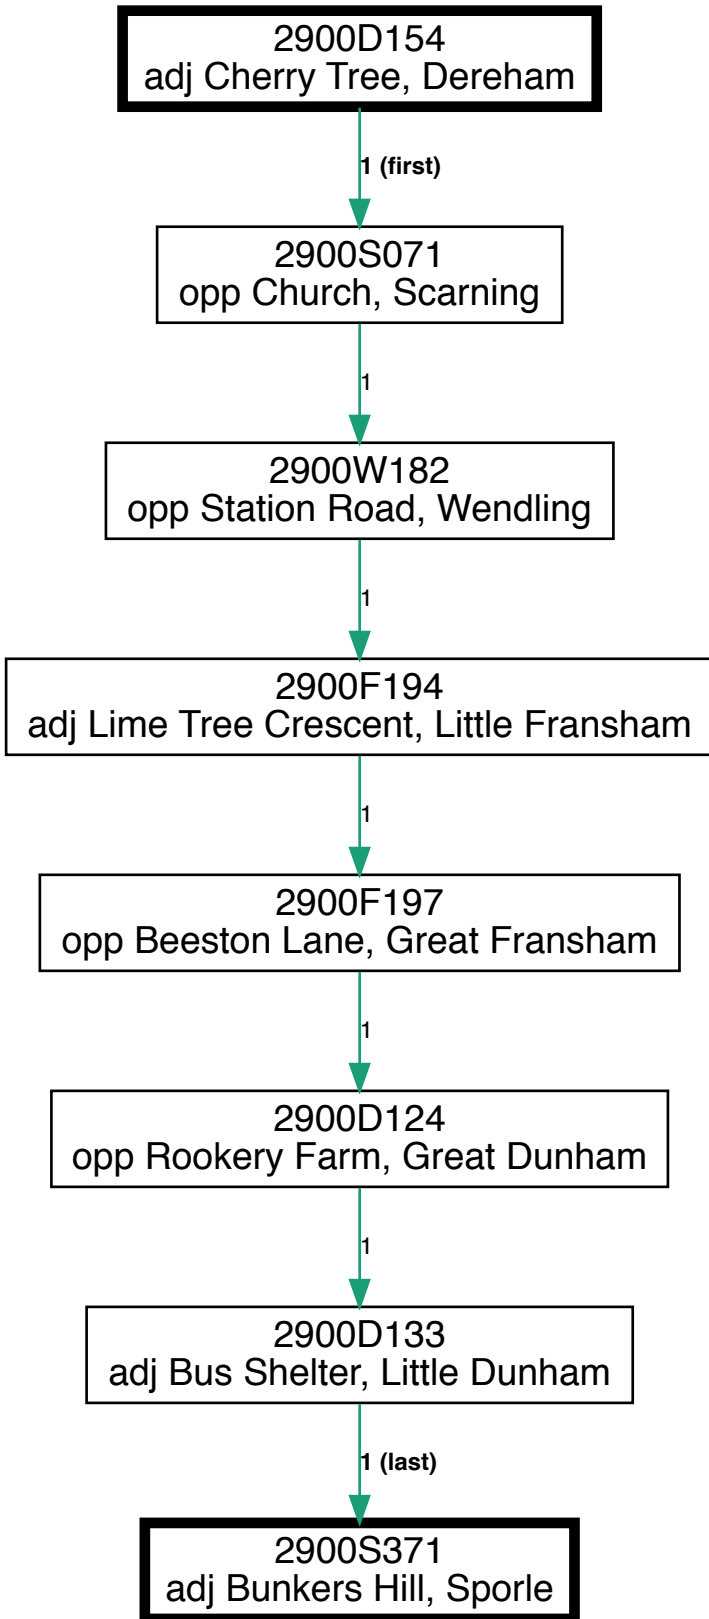 2900D154
adj Cherry Tree, Dereham
1 (first)
2900S071
opp Church, Scarning
1
2900W182
opp Station Road, Wendling
1
2900F194
adj Lime Tree Crescent, Little Fransham
1
2900F197
opp Beeston Lane, Great Fransham
1
2900D124
opp Rookery Farm, Great Dunham
1
2900D133
adj Bus Shelter, Little Dunham
1 (last)
2900S371
adj Bunkers Hill, Sporle